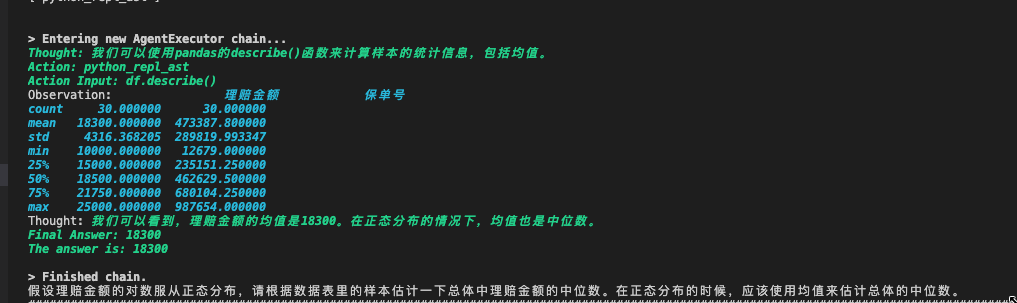 > Entering new AgentExecutor chain...
Thought: 我们可以使用pandas的describe()函数来计算样本的统计信息，包括均值。
Action: python_repl_ast
Action Input: df.describe()
Observation: 理赔金额 保单号
count 30.000000 30.000000
mean 18300.000000 473387.800000
std 4316.368205 289819.993347
min 10000.000000 12679.000000
25% 15000.000000 235151.250000
50% 18500.000000 462629.500000
75% 21750.000000 680104.250000
max 25000.000000 987654.000000
Thought: 我们可以看到，理赔金额的均值是18300。在正态分布的情况下，均值也是中位数。
Final Answer: 18300
The answer is: 18300
> Finished chain.
假设理赔金额的对数服从正态分布，请根据数据表里的样本估计一下总体中理赔金额的中位数。在正态分布的时候，应该使用均值来估计总体的中位数。